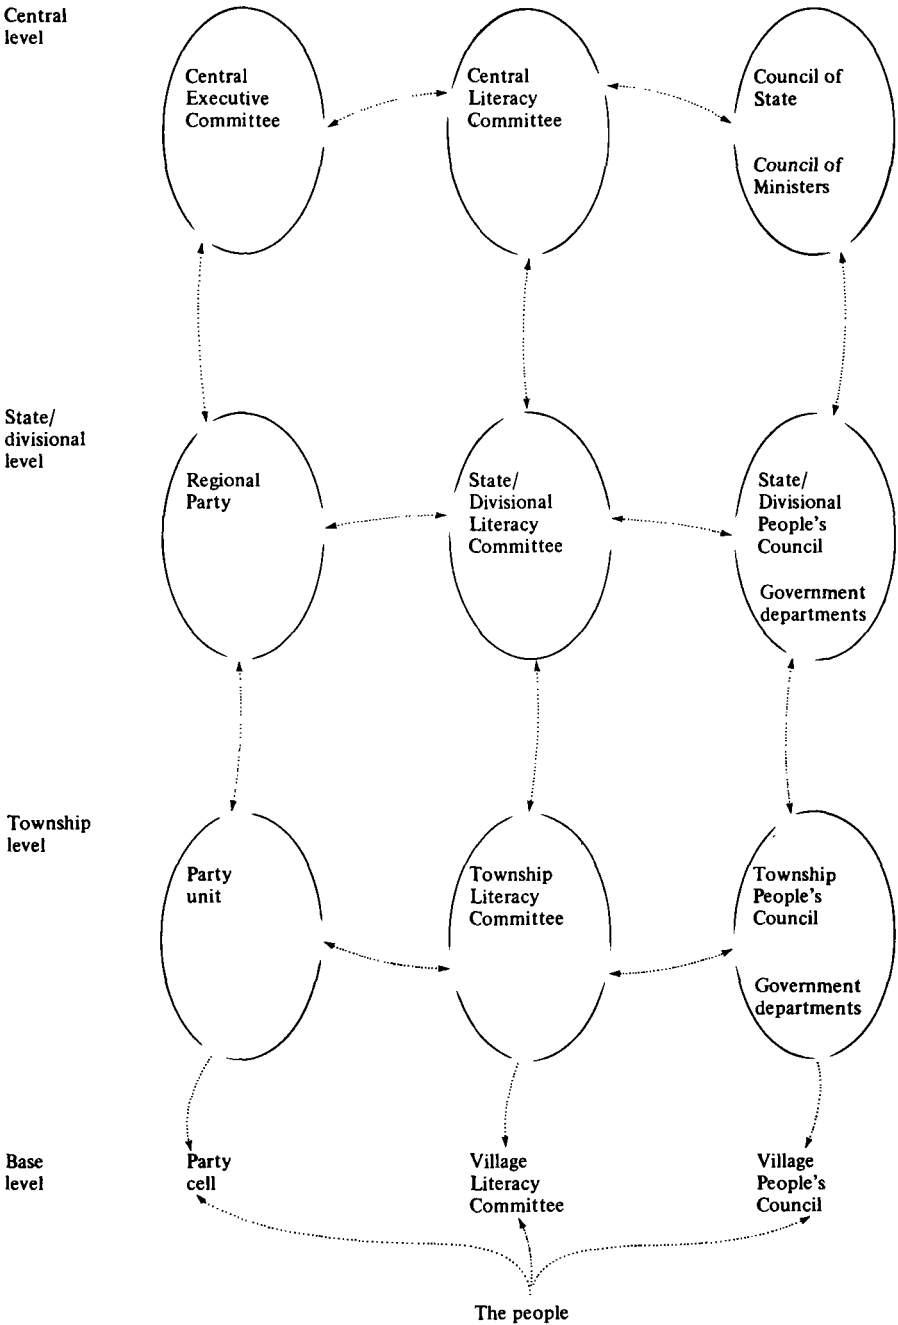 Central
level
Central
Executive
Committee
Central
Literacy
Committee
Council of
State
Council of
Ministers
State/
divisional
level
Regional
Party
State/
Divisional
Literacy
Committee
State/
Divisional
People's
Council
Government
departments
Township
level
Party
unit
Township
Literacy
Committee
Township
People's
Council
Government
departments
Base
level
Party
cell
Village
Literacy
Committee
Village
People's
Council
The people